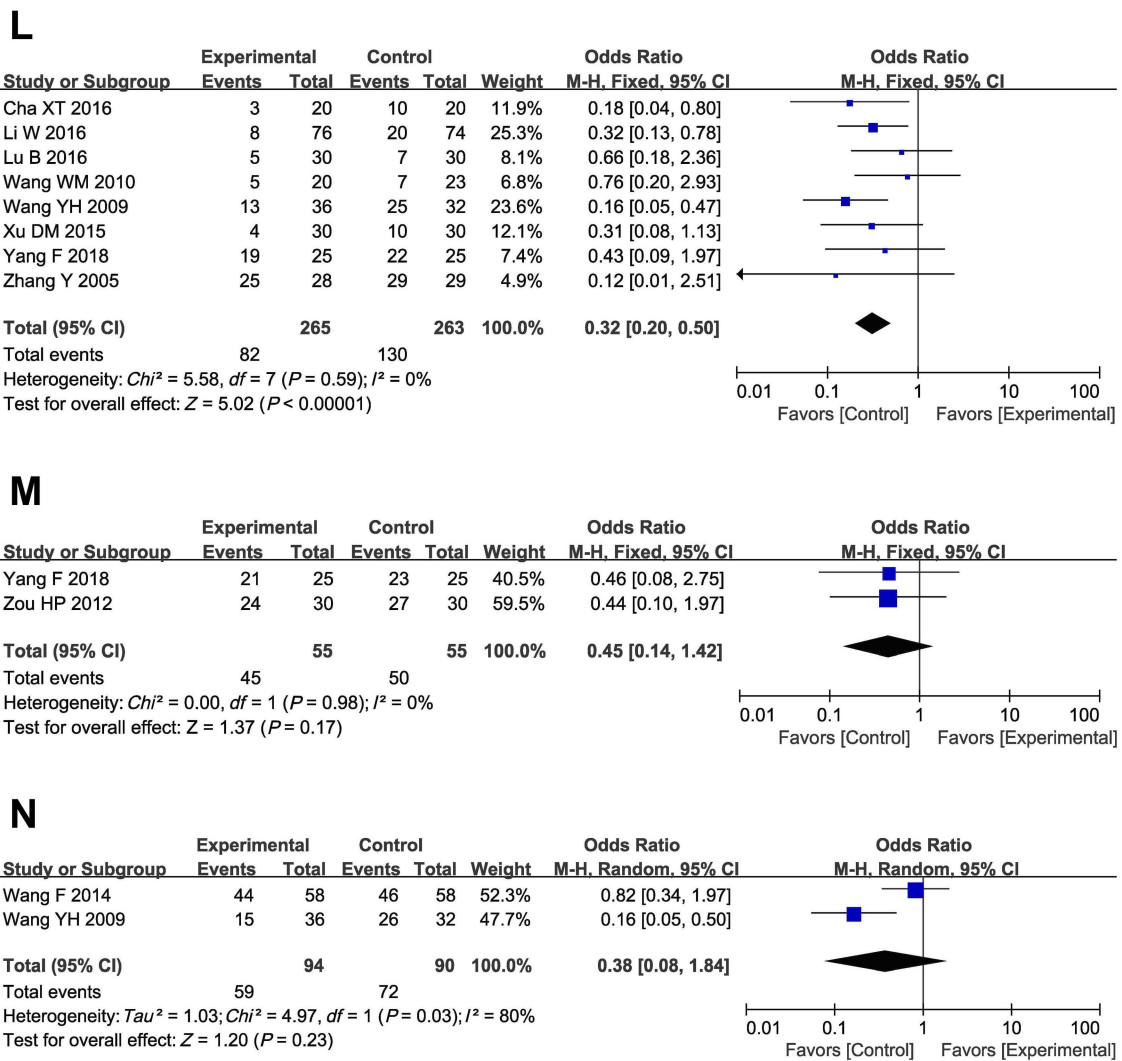 L
Experimental Control Odds Ratio Odds Ratio
Study or Subgroup Events Total Events Total Weight M-H, Fixed, 95% CI M-H, Fixed, 95% CI
Cha XT 2016 3 20 10 20 11.9% 0.18 [0.04, 0.80]
Li W 2016 8 76 20 74 25.3% 0.32 [0.13, 0.78]
Lu B 2016 5 30 7 30 8.1% 0.66 [0.18, 2.36]
Wang WM 2010 5 20 7 23 6.8% 0.76 [0.20, 2.93]
Wang YH 2009 13 36 25 32 23.6% 0.16 [0.05, 0.47]
Xu DM 2015 4 30 10 30 12.1% 0.31 [0.08, 1.13]
Yang F 2018 19 25 22 25 7.4% 0.43 [0.09, 1.97]
Zhang Y 2005 25 28 29 29 4.9% 0.12 [0.01, 2.51]
Total (95% CI) 265 263 100.0% 0.32 [0.20, 0.50]
Total events 82 130
Heterogeneity: Chi² = 5.58, df = 7 (P = 0.59); I² = 0%
Test for overall effect: Z = 5.02 (P < 0.00001)
0.01 0.1 1 10 100
Favors [Control] Favors [Experimental]
M
Experimental Control Odds Ratio Odds Ratio
Study or Subgroup Events Total Events Total Weight M-H, Fixed, 95% CI M-H, Fixed, 95% CI
Yang F 2018 21 25 23 25 40.5% 0.46 [0.08, 2.75]
Zou HP 2012 24 30 27 30 59.5% 0.44 [0.10, 1.97]
Total (95% CI) 55 55 100.0% 0.45 [0.14, 1.42]
Total events 45 50
Heterogeneity: Chi² = 0.00, df = 1 (P = 0.98); I² = 0%
Test for overall effect: Z = 1.37 (P = 0.17)
0.01 0.1 1 10 100
Favors [Control] Favors [Experimental]
N
Experimental Control Odds Ratio Odds Ratio
Study or Subgroup Events Total Events Total Weight M-H, Random, 95% CI M-H, Random, 95% CI
Wang F 2014 44 58 46 58 52.3% 0.82 [0.34, 1.97]
Wang YH 2009 15 36 26 32 47.7% 0.16 [0.05, 0.50]
Total (95% CI) 94 90 100.0% 0.38 [0.08, 1.84]
Total events 59 72
Heterogeneity: Tau² = 1.03; Chi² = 4.97, df = 1 (P = 0.03); I² = 80%
Test for overall effect: Z = 1.20 (P = 0.23)
0.01 0.1 1 10 100
Favors [Control] Favors [Experimental]